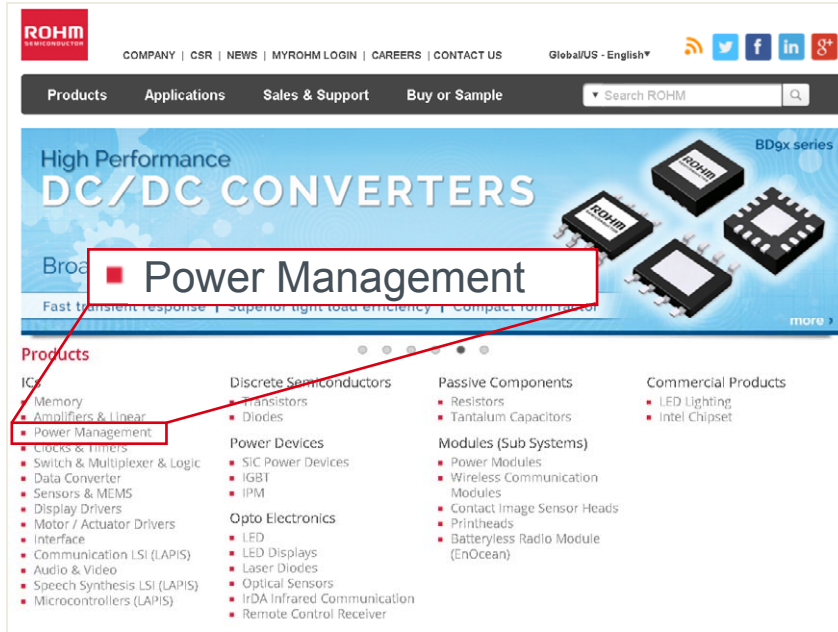 ROHM
SEMICONDUCTOR
COMPANY | CSR | NEWS | MYROHM LOGIN | CAREERS | CONTACT US
Global/US - English▾
f in g+
Products Applications Sales & Support Buy or Sample
▾ Search ROHM
High Performance
DC/DC CONVERTERS
BD9x series
ROHM
SEMICONDUCTOR
ROHM
SEMICONDUCTOR
Broa
▪ Power Management
Fast transient response | Superior light load efficiency | Compact form factor
more ›
Products
ICs
▪ Memory
▪ Amplifiers & Linear
▪ Power Management
▪ Clocks & Timers
▪ Switch & Multiplexer & Logic
▪ Data Converter
▪ Sensors & MEMS
▪ Display Drivers
▪ Motor / Actuator Drivers
▪ Interface
▪ Communication LSI (LAPIS)
▪ Audio & Video
▪ Speech Synthesis LSI (LAPIS)
▪ Microcontrollers (LAPIS)
Discrete Semiconductors
▪ Transistors
▪ Diodes
Power Devices
▪ SiC Power Devices
▪ IGBT
▪ IPM
Opto Electronics
▪ LED
▪ LED Displays
▪ Laser Diodes
▪ Optical Sensors
▪ IrDA Infrared Communication
▪ Remote Control Receiver
Passive Components
▪ Resistors
▪ Tantalum Capacitors
Modules (Sub Systems)
▪ Power Modules
▪ Wireless Communication
Modules
▪ Contact Image Sensor Heads
▪ Printheads
▪ Batteryless Radio Module
(EnOcean)
Commercial Products
▪ LED Lighting
▪ Intel Chipset